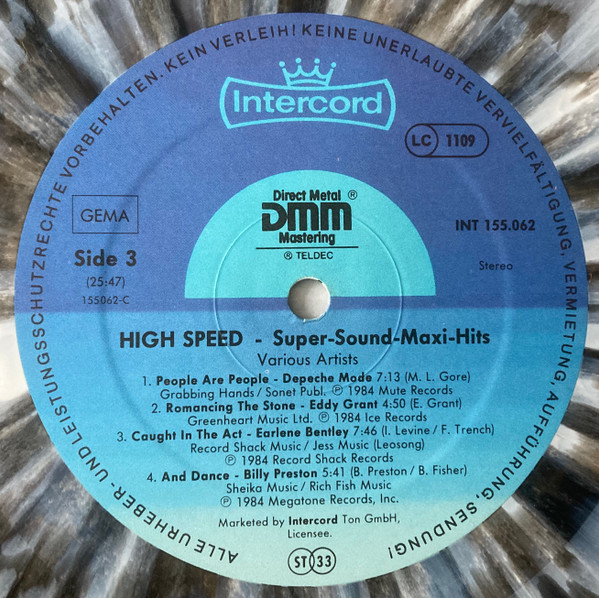 ALLE URHEBER- UND LEISTUNGSSCHUTZRECHTE VORBEHALTEN. KEIN VERLEIH! KEINE UNERLAUBTE VERVIELFÄLTIGUNG, VERMIETUNG, AUFFÜHRUNG, SENDUNG!
Intercord
LC 1109
GEMA
Direct Metal ®
DMM
Mastering
® TELDEC
INT 155.062
Side 3
(25:47)
155062-C
Stereo
HIGH SPEED - Super-Sound-Maxi-Hits
Various Artists
1. People Are People - Depeche Mode 7:13 (M. L. Gore)
Grabbing Hands / Sonet Publ. ℗ 1984 Mute Records
2. Romancing The Stone - Eddy Grant 4:50 (E. Grant)
Greenheart Music Ltd. ℗ 1984 Ice Records
3. Caught In The Act - Earlene Bentley 7:46 (I. Levine / F. Trench)
Record Shack Music / Jess Music (Leosong)
℗ 1984 Record Shack Records
4. And Dance - Billy Preston 5:41 (B. Preston / B. Fisher)
Sheika Music / Rich Fish Music
℗ 1984 Megatone Records, Inc.
Marketed by Intercord Ton GmbH,
Licensee.
ST 33